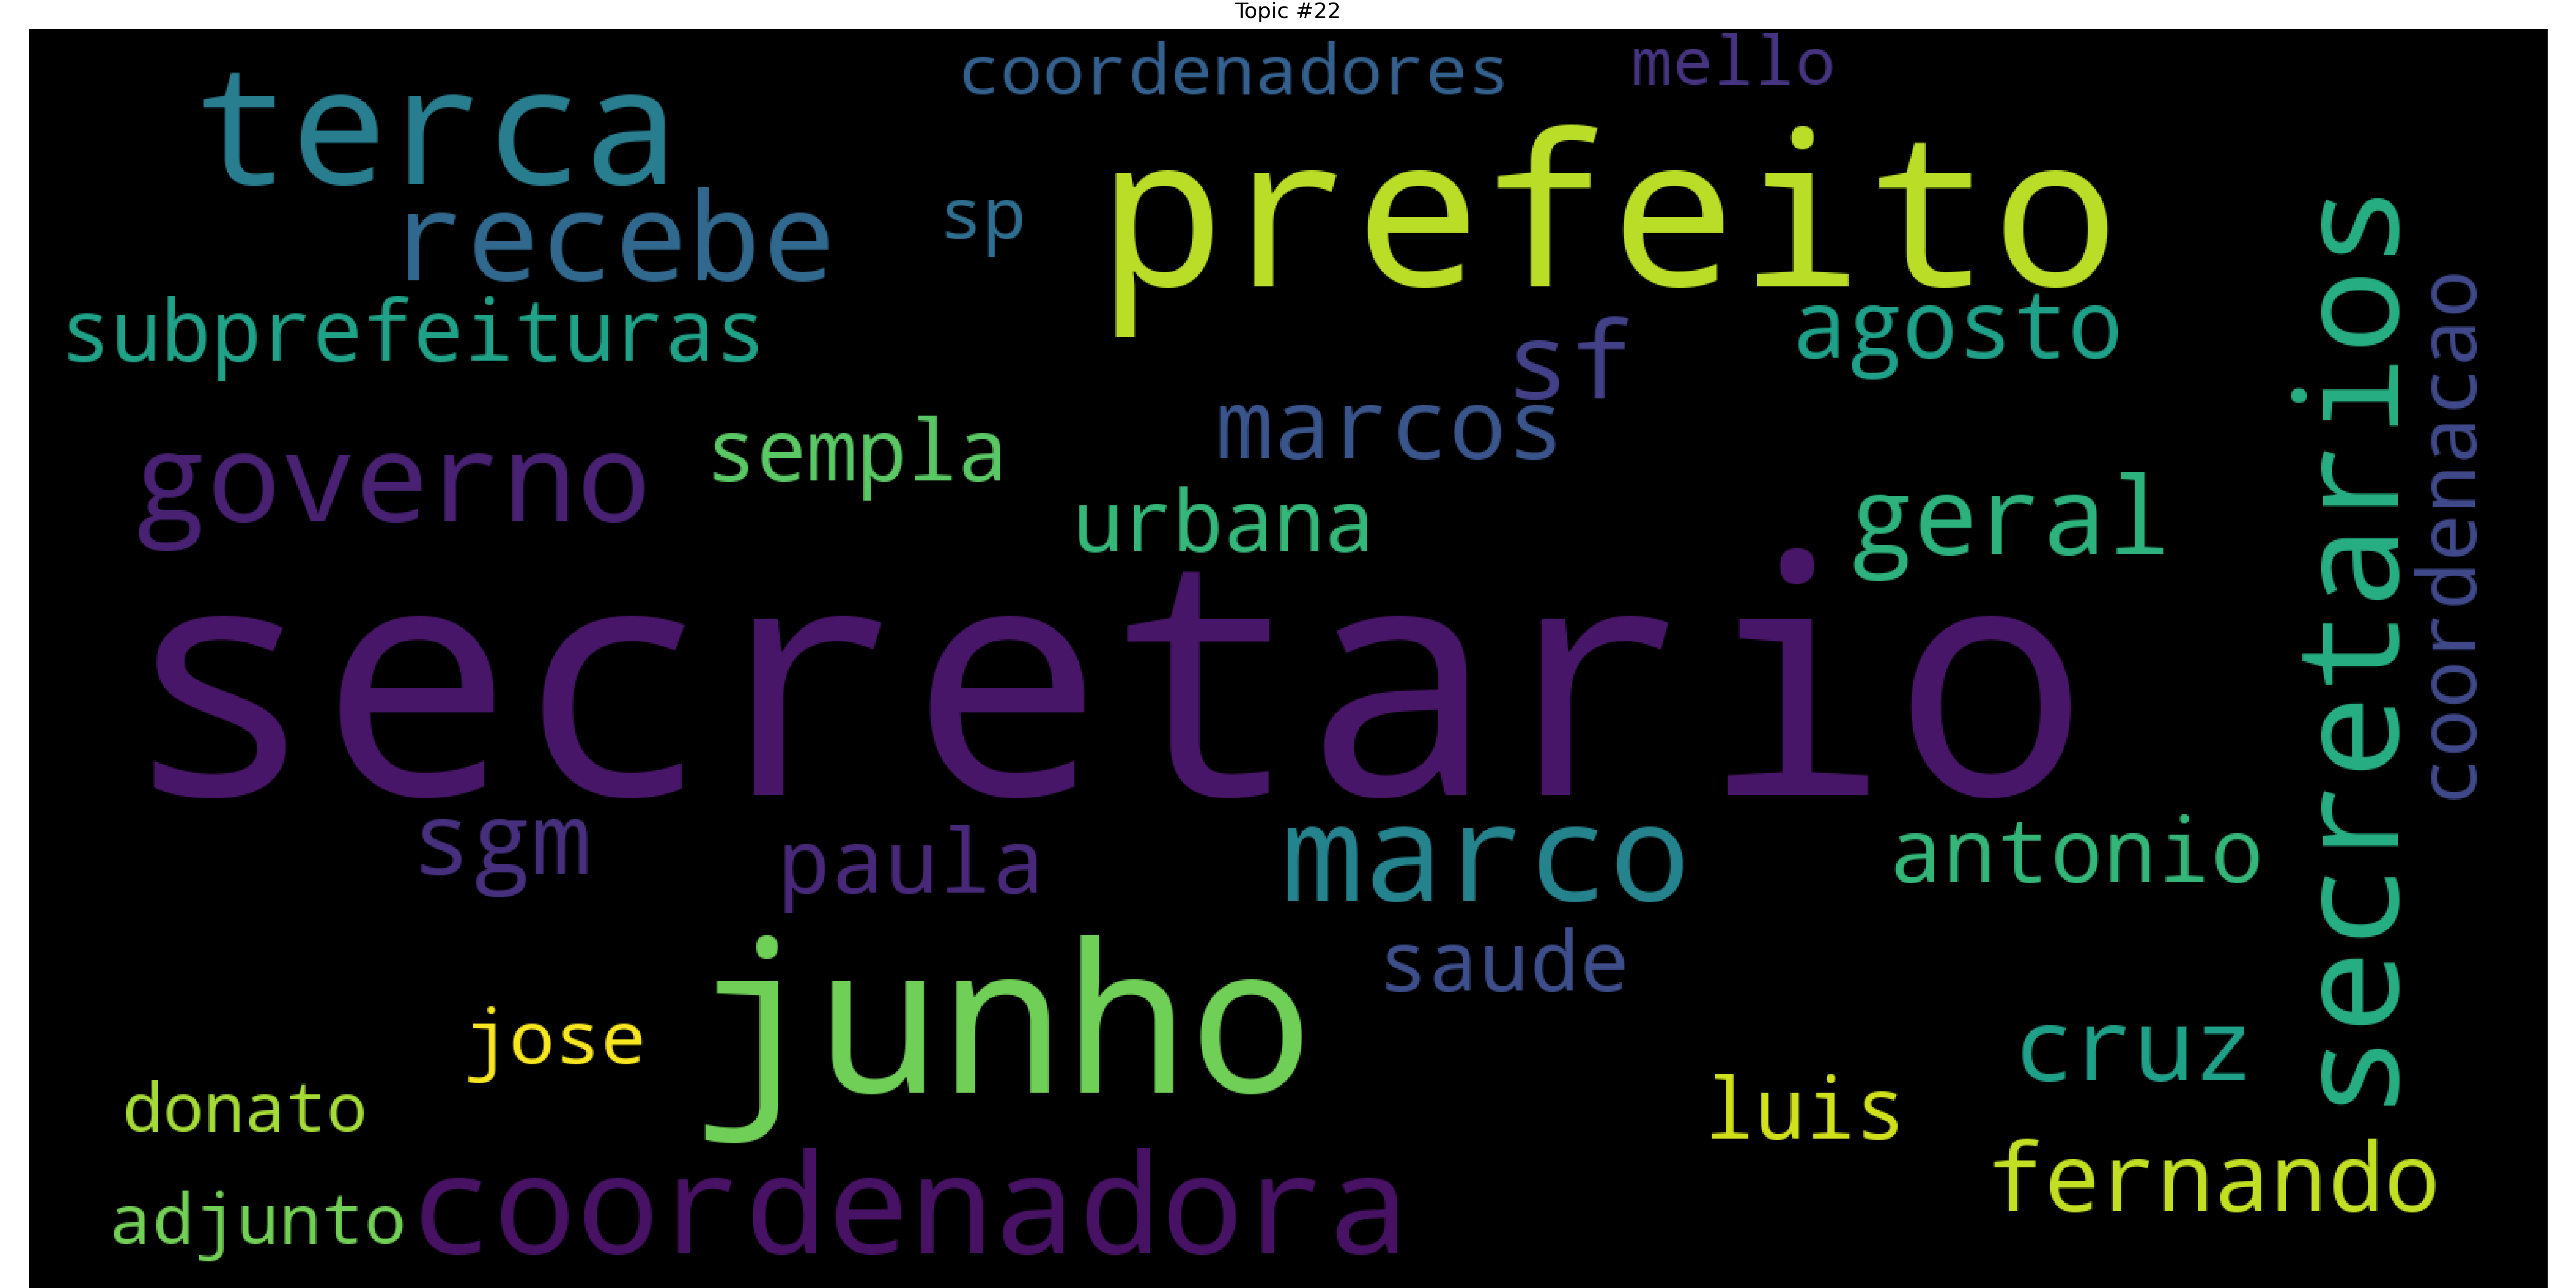 Topic #22
coordenadores
mello
terca
prefeito
recebe
sp
subprefeituras
sf
agosto
secretarios
coordenacao
marcos
sempla
governo
urbana
geral
secretario
sgm
paula
marco
antonio
junho
saude
jose
cruz
donato
luis
fernando
adjunto
coordenadora